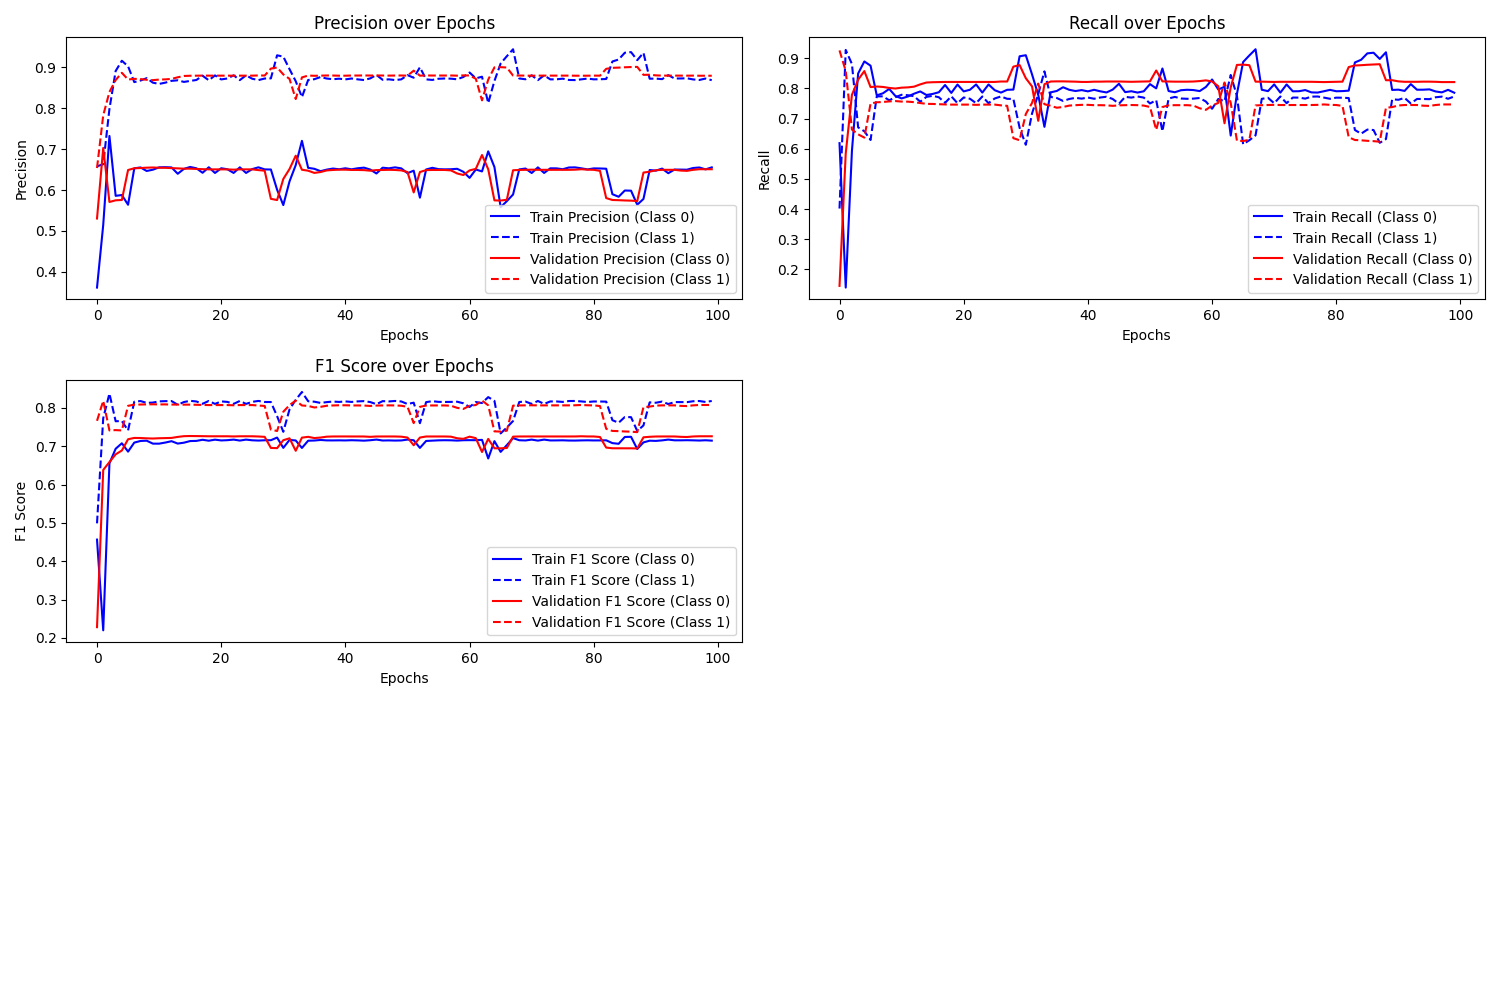 Precision over Epochs
Precision
0.9
0.8
0.7
0.6
0.5
0.4
0 20 40 60 80 100
Epochs
Train Precision (Class 0)
Train Precision (Class 1)
Validation Precision (Class 0)
Validation Precision (Class 1)
Recall over Epochs
Recall
0.9
0.8
0.7
0.6
0.5
0.4
0.3
0.2
0 20 40 60 80 100
Epochs
Train Recall (Class 0)
Train Recall (Class 1)
Validation Recall (Class 0)
Validation Recall (Class 1)
F1 Score over Epochs
F1 Score
0.8
0.7
0.6
0.5
0.4
0.3
0.2
0 20 40 60 80 100
Epochs
Train F1 Score (Class 0)
Train F1 Score (Class 1)
Validation F1 Score (Class 0)
Validation F1 Score (Class 1)